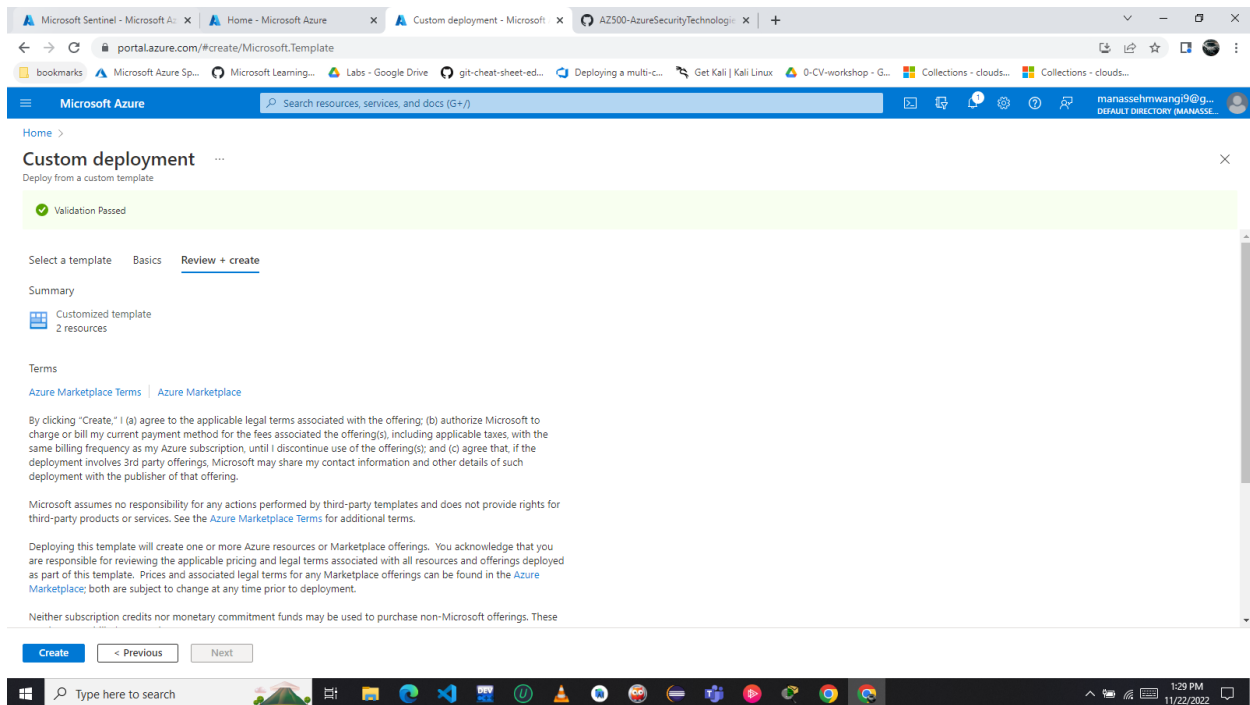 Microsoft Sentinel - Microsoft Az
Home - Microsoft Azure
Custom deployment - Microsoft
AZ500-AzureSecurityTechnologie
portal.azure.com/#create/Microsoft.Template
bookmarks
Microsoft Azure Sp...
Microsoft Learning...
Labs - Google Drive
git-cheat-sheet-ed...
Deploying a multi-c...
Get Kali | Kali Linux
0-CV-workshop - G...
Collections - clouds...
Collections - clouds...
Microsoft Azure
Search resources, services, and docs (G+/)
1
manassehmwangi9@g...
DEFAULT DIRECTORY (MANASSE...
Home >
Custom deployment ...
Deploy from a custom template
Validation Passed
Select a template
Basics
Review + create
Summary
Customized template
2 resources
Terms
Azure Marketplace Terms | Azure Marketplace
By clicking "Create," I (a) agree to the applicable legal terms associated with the offering; (b) authorize Microsoft to
charge or bill my current payment method for the fees associated the offering(s), including applicable taxes, with the
same billing frequency as my Azure subscription, until I discontinue use of the offering(s); and (c) agree that, if the
deployment involves 3rd party offerings, Microsoft may share my contact information and other details of such
deployment with the publisher of that offering.
Microsoft assumes no responsibility for any actions performed by third-party templates and does not provide rights for
third-party products or services. See the Azure Marketplace Terms for additional terms.
Deploying this template will create one or more Azure resources or Marketplace offerings. You acknowledge that you
are responsible for reviewing the applicable pricing and legal terms associated with all resources and offerings deployed
as part of this template. Prices and associated legal terms for any Marketplace offerings can be found in the Azure
Marketplace; both are subject to change at any time prior to deployment.
Neither subscription credits nor monetary commitment funds may be used to purchase non-Microsoft offerings. These
Create
< Previous
Next
Type here to search
DEV
1:29 PM
11/22/2022